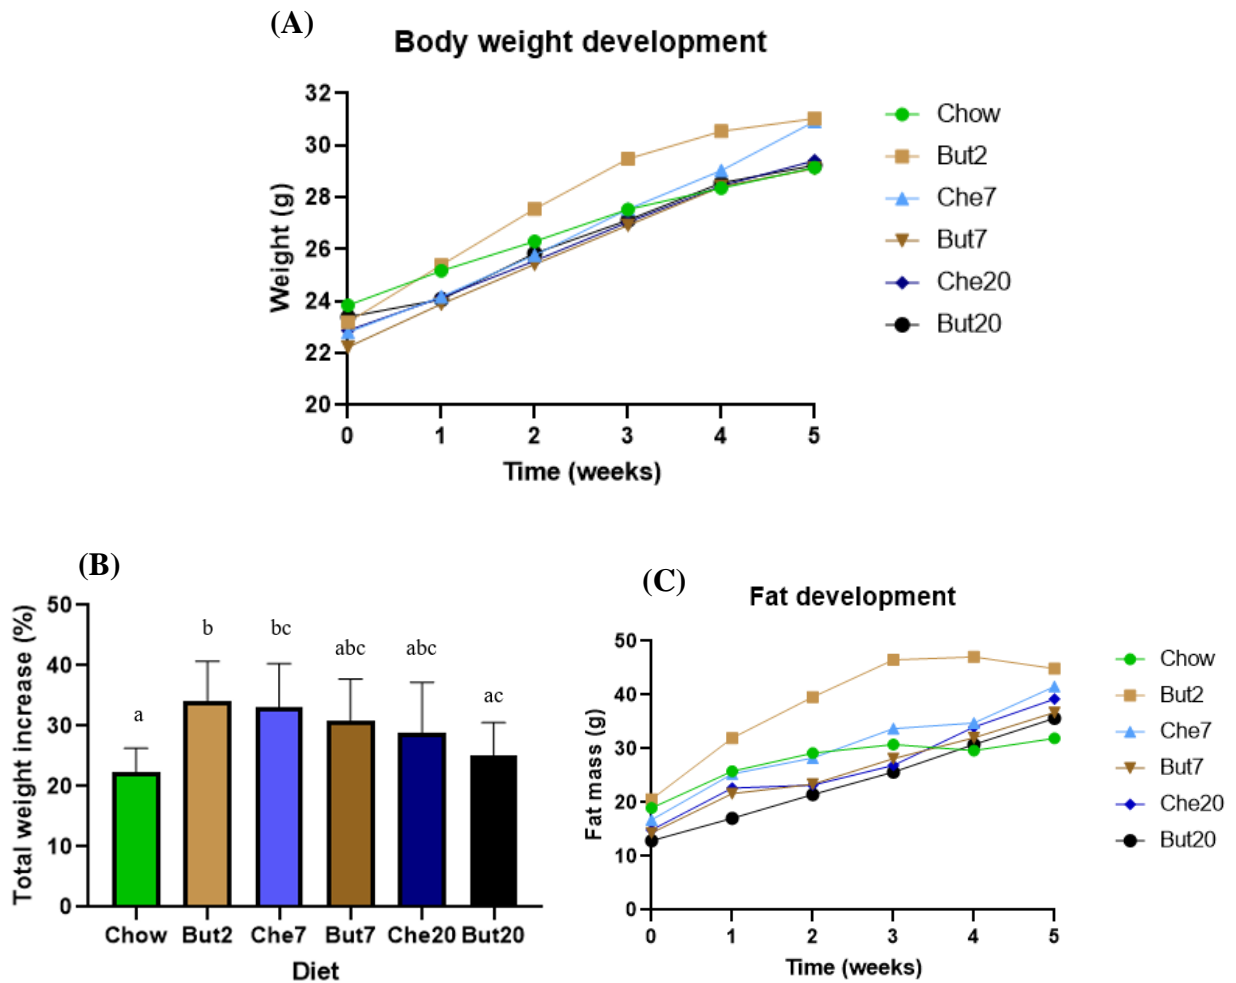 (A)
Body weight development
Weight (g)
32
30
28
26
24
22
20
0 1 2 3 4 5
Time (weeks)
Chow
But2
Che7
But7
Che20
But20
(B)
Total weight increase (%)
50
40
30
20
10
0
a b bc abc abc ac
Chow But2 Che7 But7 Che20 But20
Diet
(C)
Fat development
Fat mass (g)
50
40
30
20
10
0
0 1 2 3 4 5
Time (weeks)
Chow
But2
Che7
But7
Che20
But20